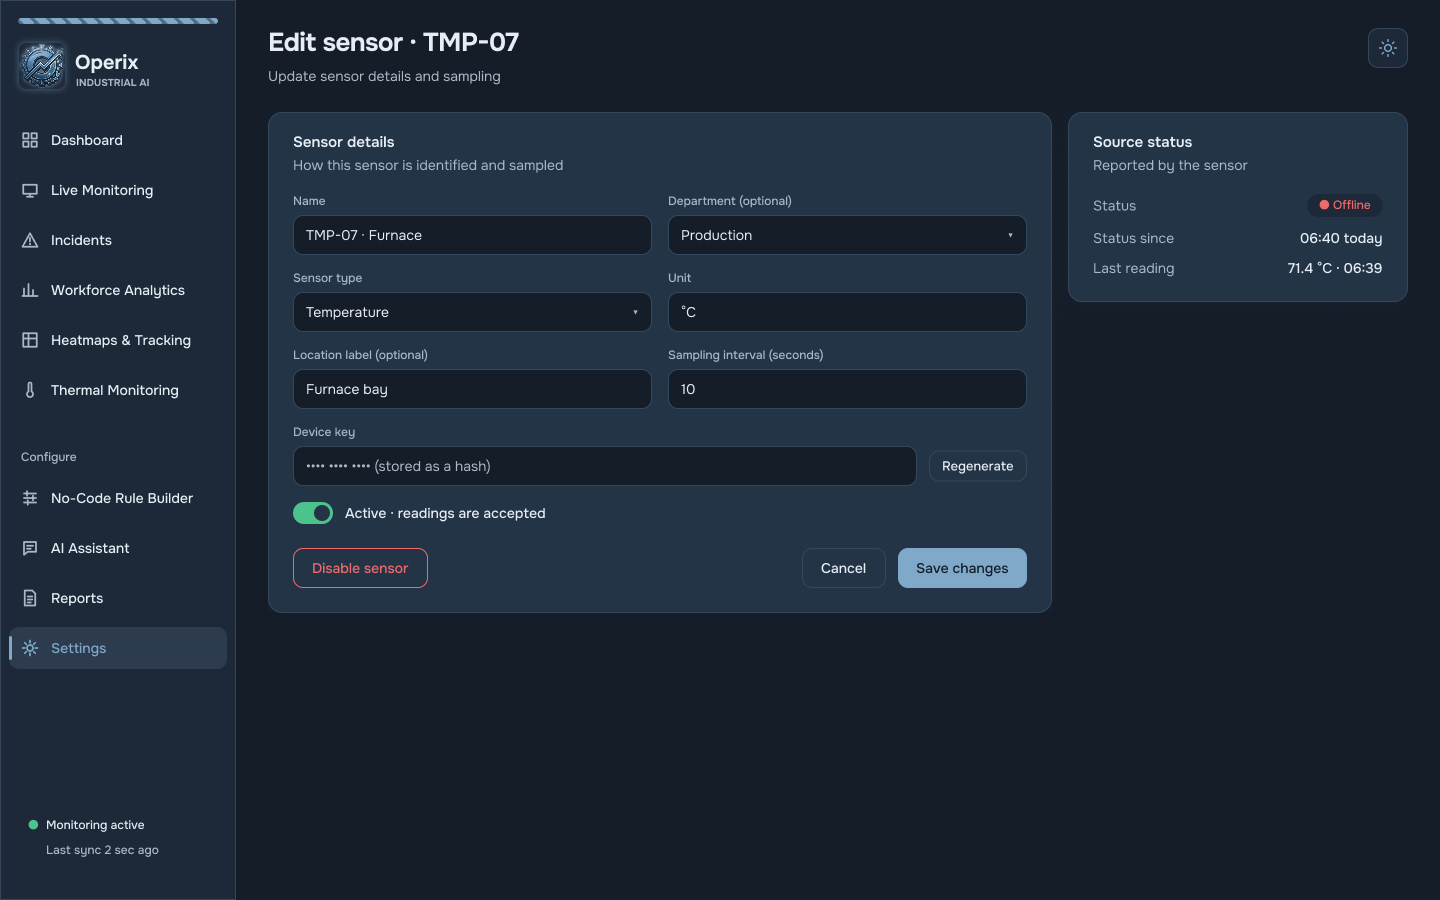 Operix
INDUSTRIAL AI
Dashboard
Live Monitoring
Incidents
Workforce Analytics
Heatmaps & Tracking
Thermal Monitoring
Configure
No-Code Rule Builder
AI Assistant
Reports
Settings
Monitoring active
Last sync 2 sec ago
Edit sensor · TMP-07
Update sensor details and sampling
Sensor details
How this sensor is identified and sampled
Name
TMP-07 · Furnace
Department (optional)
Production
Sensor type
Temperature
Unit
°C
Location label (optional)
Furnace bay
Sampling interval (seconds)
10
Device key
•••• •••• •••• (stored as a hash)
Regenerate
Active · readings are accepted
Disable sensor
Cancel
Save changes
Source status
Reported by the sensor
Status
Offline
Status since
06:40 today
Last reading
71.4 °C · 06:39